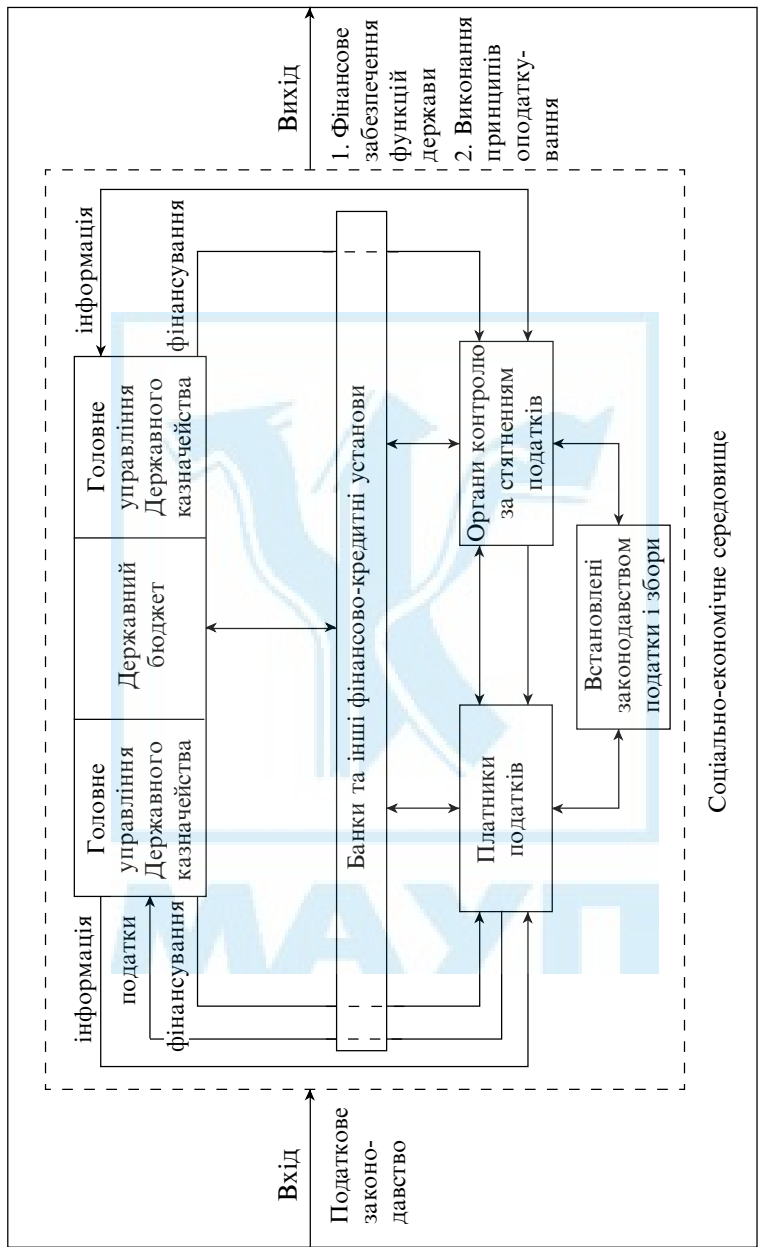 Вхід
Податкове
законо-
давство
інформація
податки
фінансування
Головне
управління
Державного
казначейства
Державний
бюджет
Головне
управління
Державного
казначейства
інформація
фінансування
Банки та інші фінансово-кредитні установи
Платники
податків
Органи контролю
за стягненням
податків
Встановлені
законодавством
податки і збори
Вихід
1. Фінансове
забезпечення
функцій
держави
2. Виконання
принципів
оподатку-
вання
Соціально-економічне середовище
МАУП